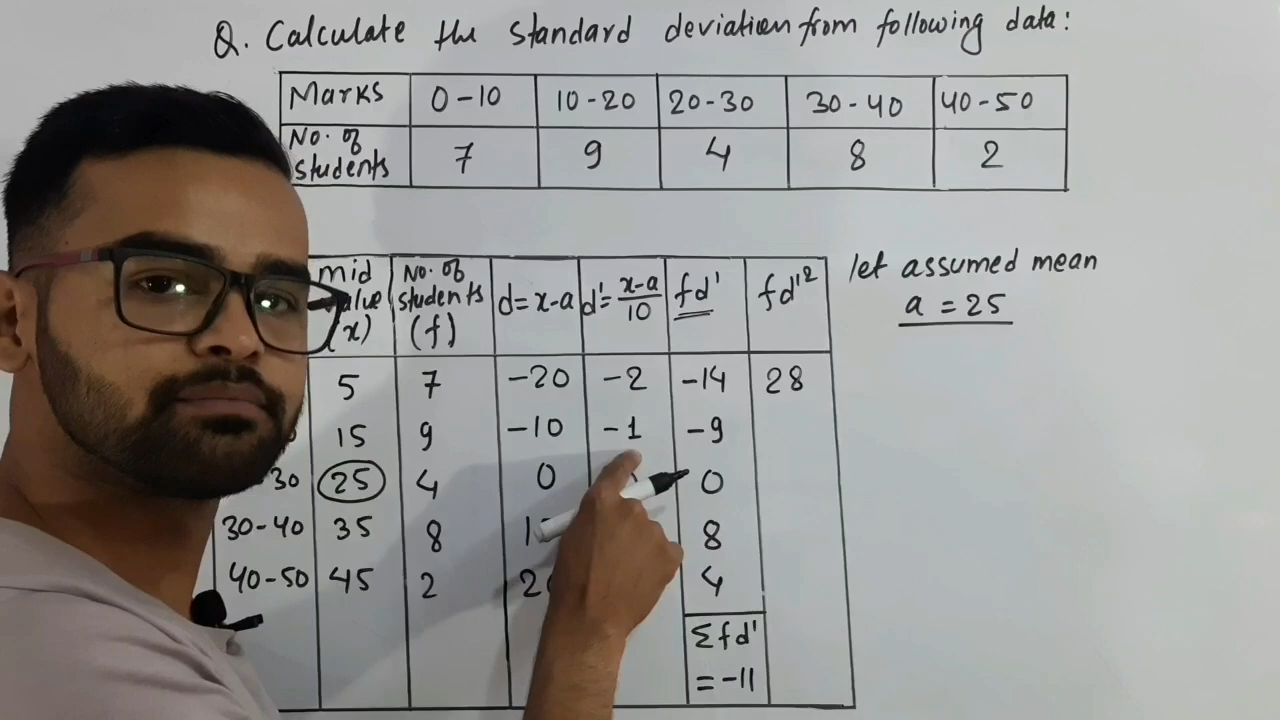 Q. Calculate the standard deviation from following data:
Marks 0-10 10-20 20-30 30-40 40-50
No. of students 7 9 4 8 2
mid value (x) No. of students (f) d=x-a d'=x-a/10 fd' fd'²
let assumed mean
a = 25
5 7 -20 -2 -14 28
15 9 -10 -1 -9
30 25 4 0 0
30-40 35 8 8
40-50 45 2 4
Σfd'
= -11